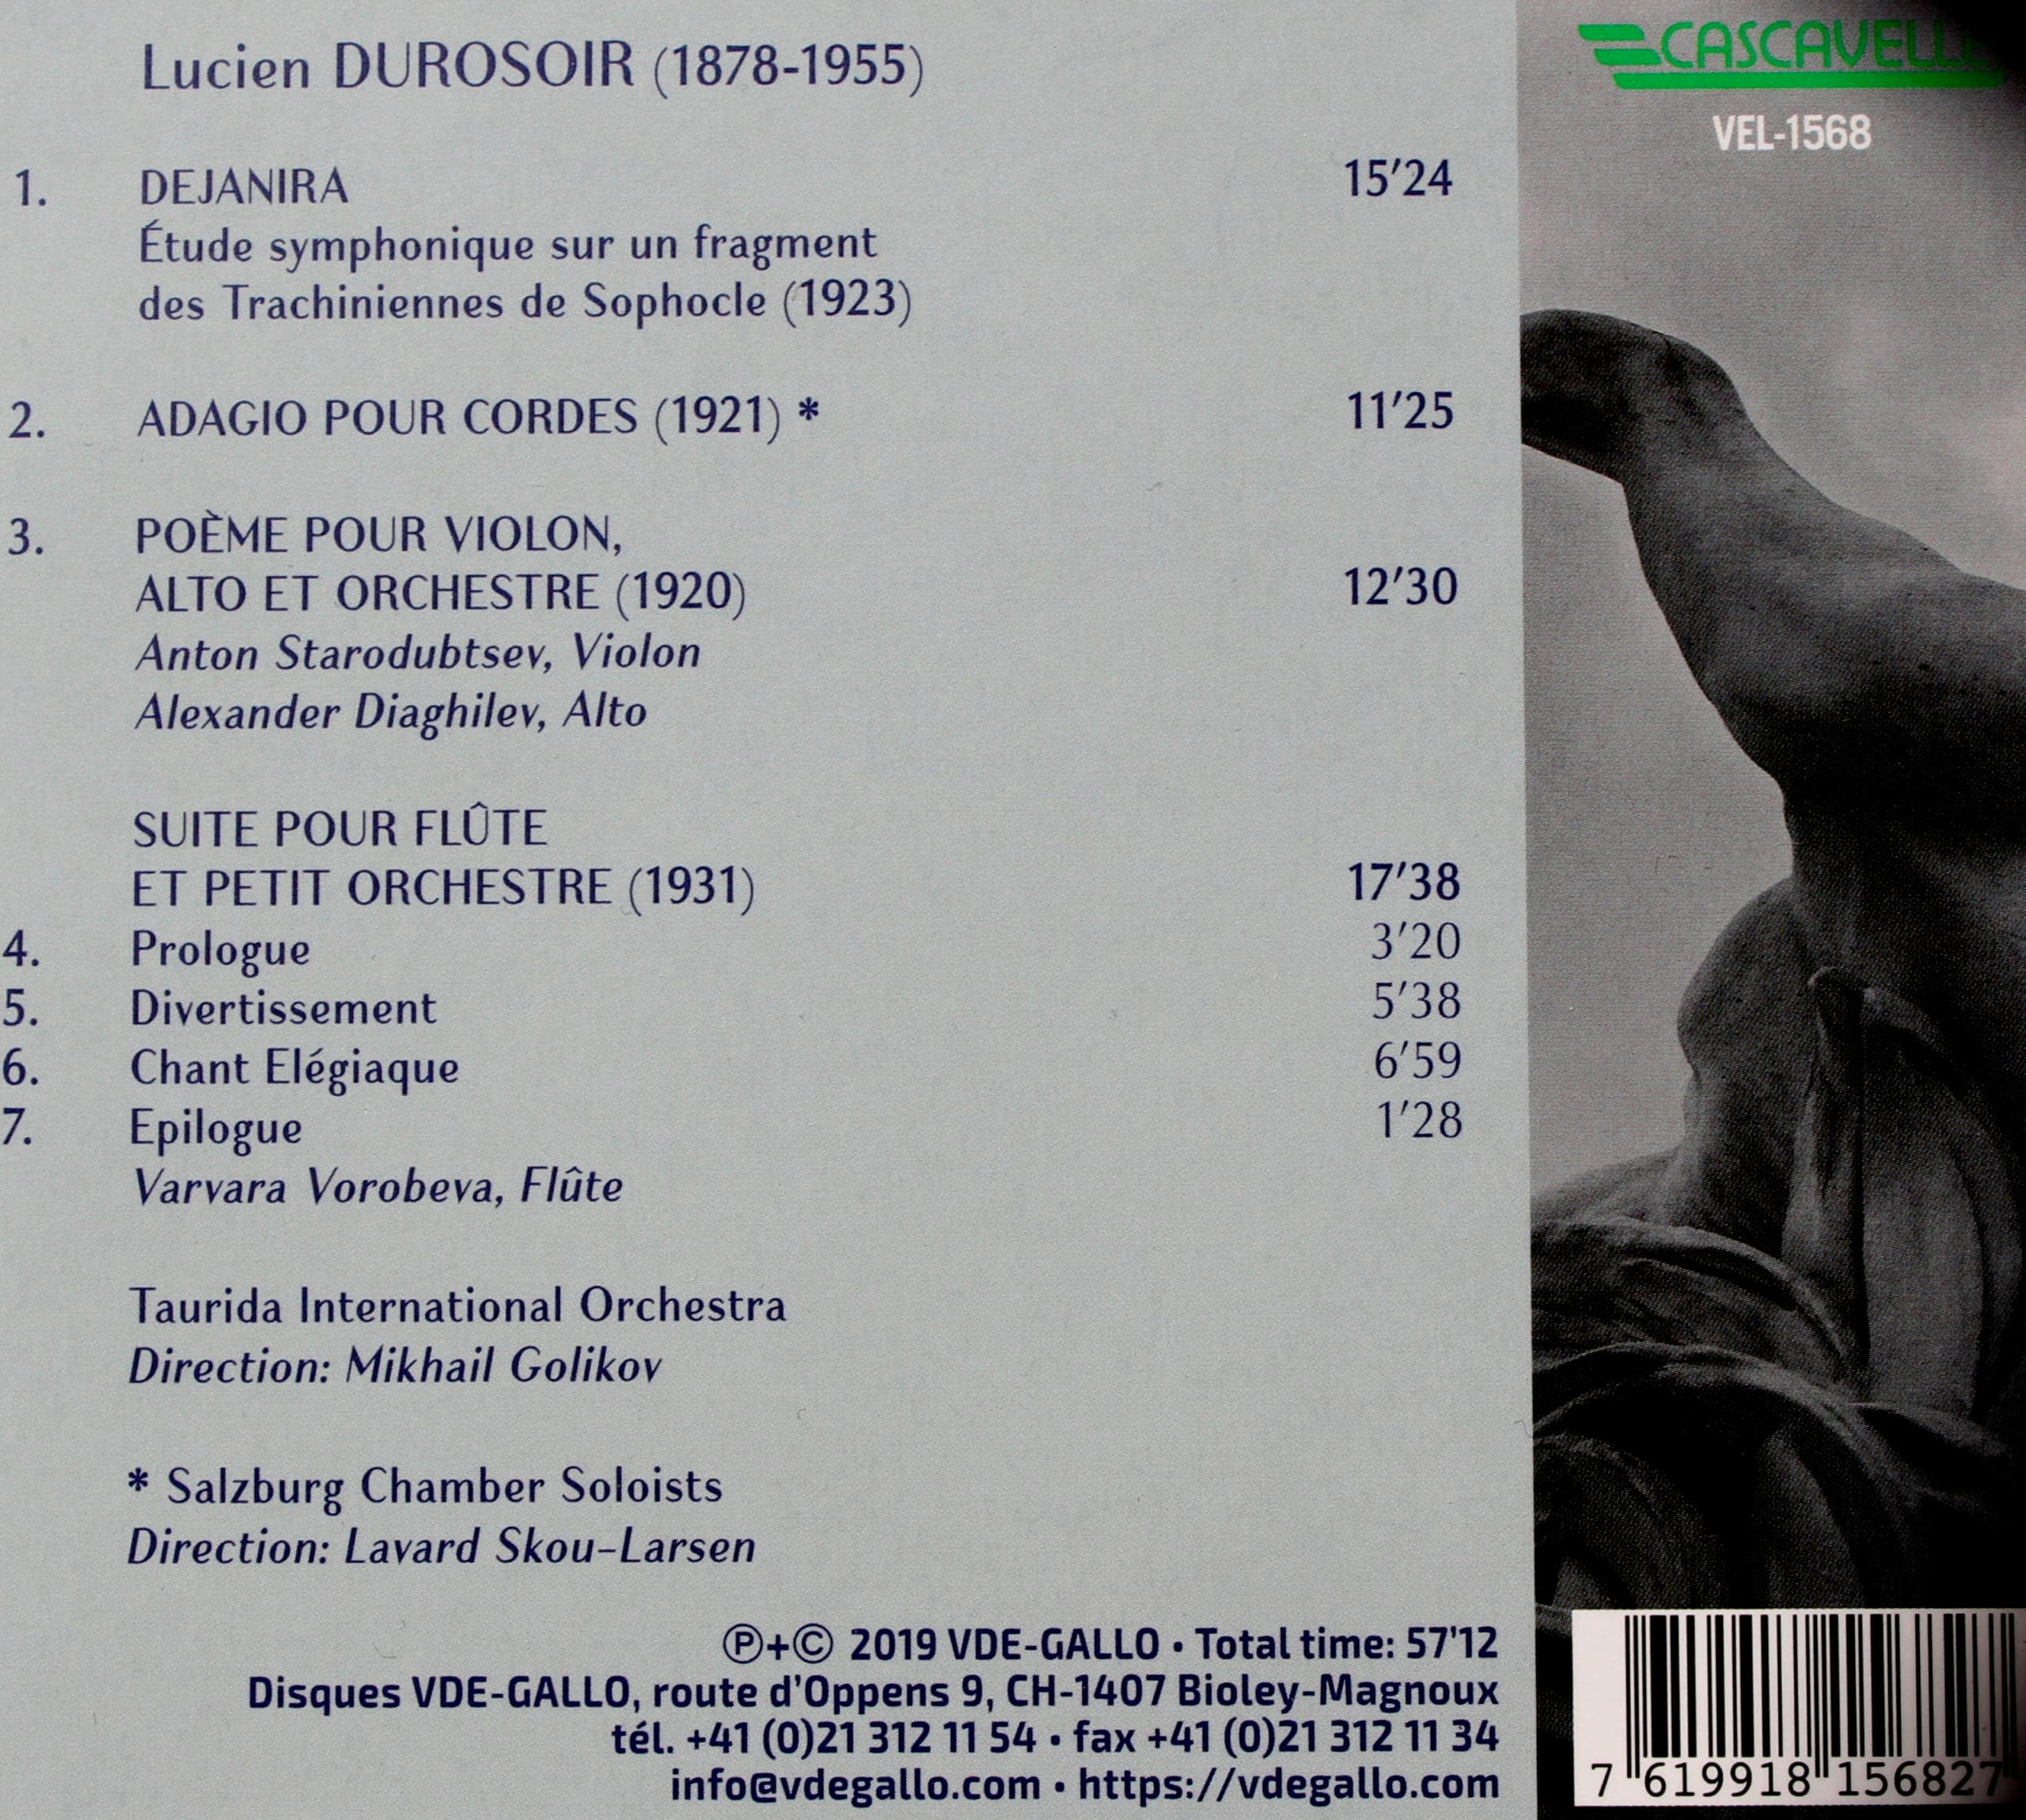 Lucien DUROSOIR (1878-1955)
1. DEJANIRA 15'24
Étude symphonique sur un fragment
des Trachiniennes de Sophocle (1923)
2. ADAGIO POUR CORDES (1921) * 11'25
3. POÈME POUR VIOLON,
ALTO ET ORCHESTRE (1920) 12'30
Anton Starodubtsev, Violon
Alexander Diaghilev, Alto
SUITE POUR FLÛTE
ET PETIT ORCHESTRE (1931) 17'38
4. Prologue 3'20
5. Divertissement 5'38
6. Chant Elégiaque 6'59
7. Epilogue 1'28
Varvara Vorobeva, Flûte
Taurida International Orchestra
Direction: Mikhail Golikov
* Salzburg Chamber Soloists
Direction: Lavard Skou-Larsen
℗+© 2019 VDE-GALLO • Total time: 57'12
Disques VDE-GALLO, route d'Oppens 9, CH-1407 Bioley-Magnoux
tél. +41 (0)21 312 11 54 • fax +41 (0)21 312 11 34
info@vdegallo.com • https://vdegallo.com
CASCAVELLE
VEL-1568
7 619918 156827